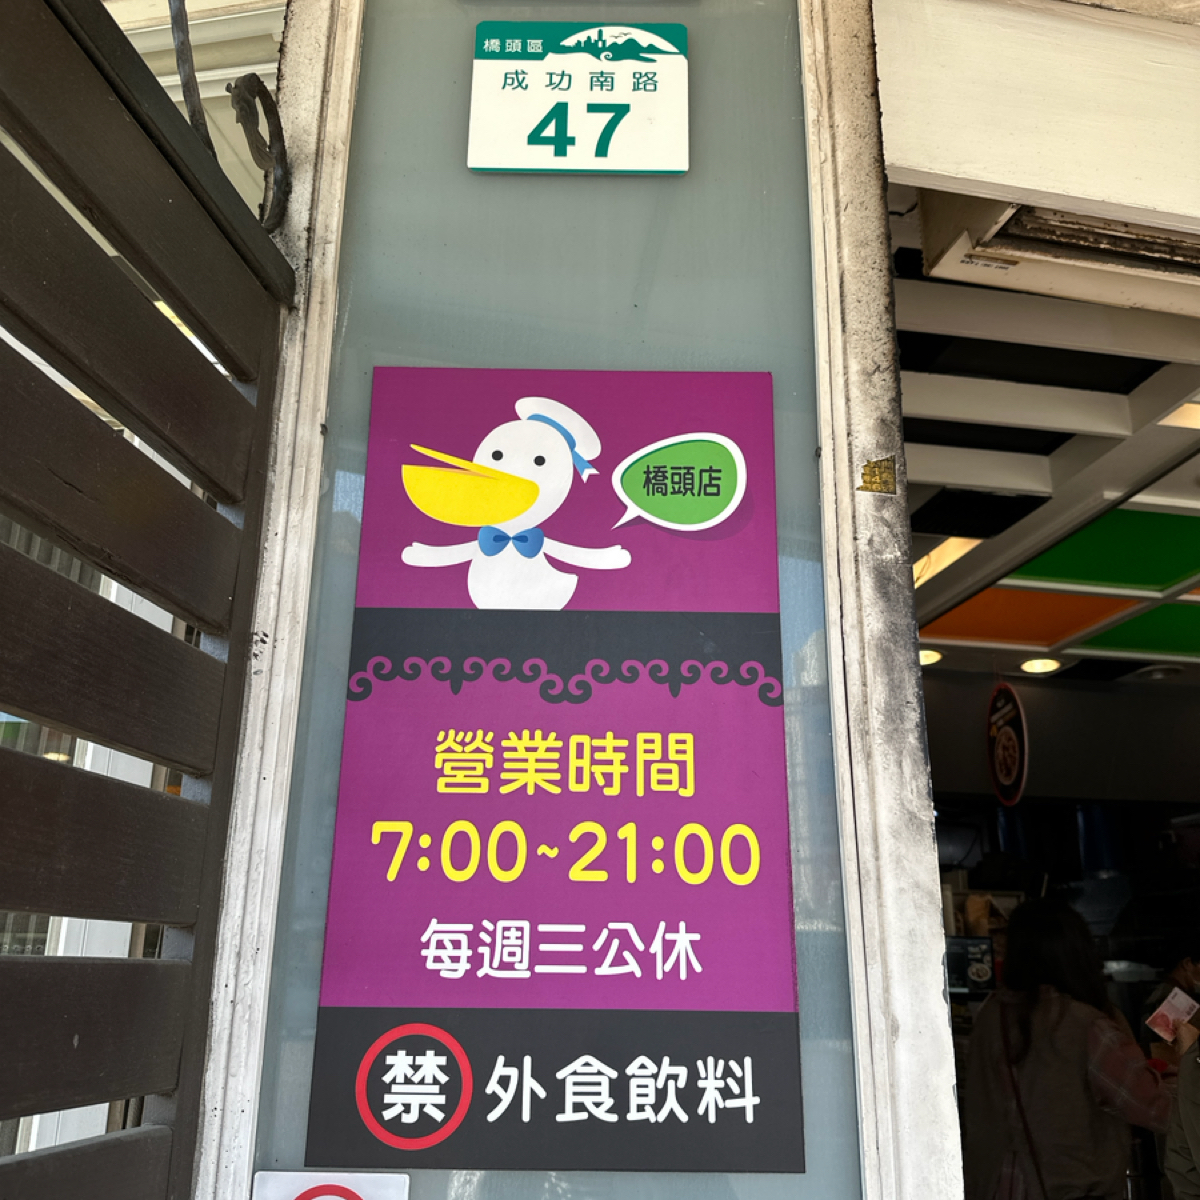 橋頭區
成功南路
47
橋頭店
營業時間
7:00~21:00
每週三公休
禁 外食飲料